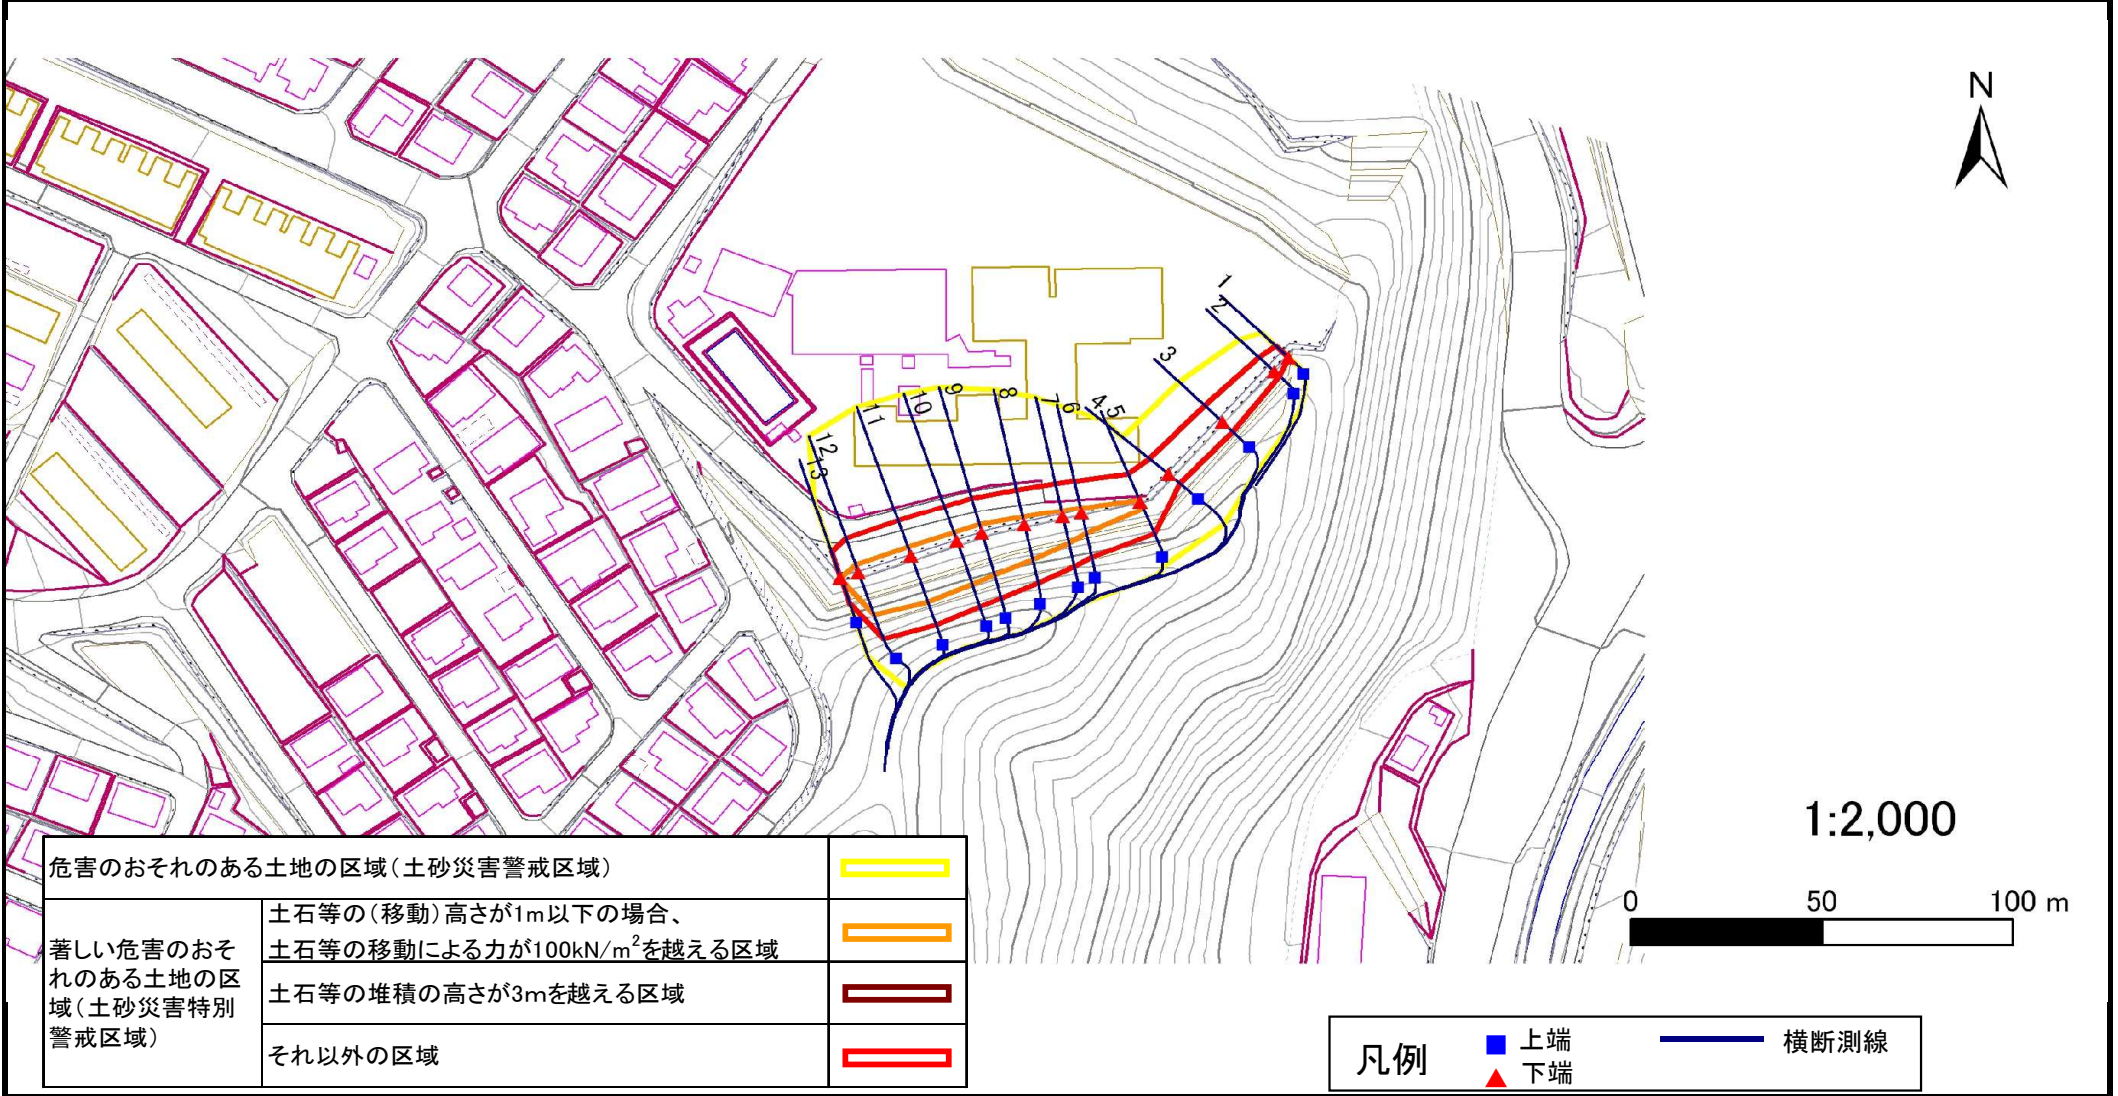 N
1
2
3
4
5
6
7
8
9
10
11
12
13
1:2,000
0 50 100 m
危害のおそれのある土地の区域(土砂災害警戒区域)
著しい危害のおそ
れのある土地の区
域(土砂災害特別
警戒区域)
土石等の(移動)高さが1m以下の場合、
土石等の移動による力が100kN/m²を越える区域
土石等の堆積の高さが3mを越える区域
それ以外の区域
凡例
上端
下端
横断測線